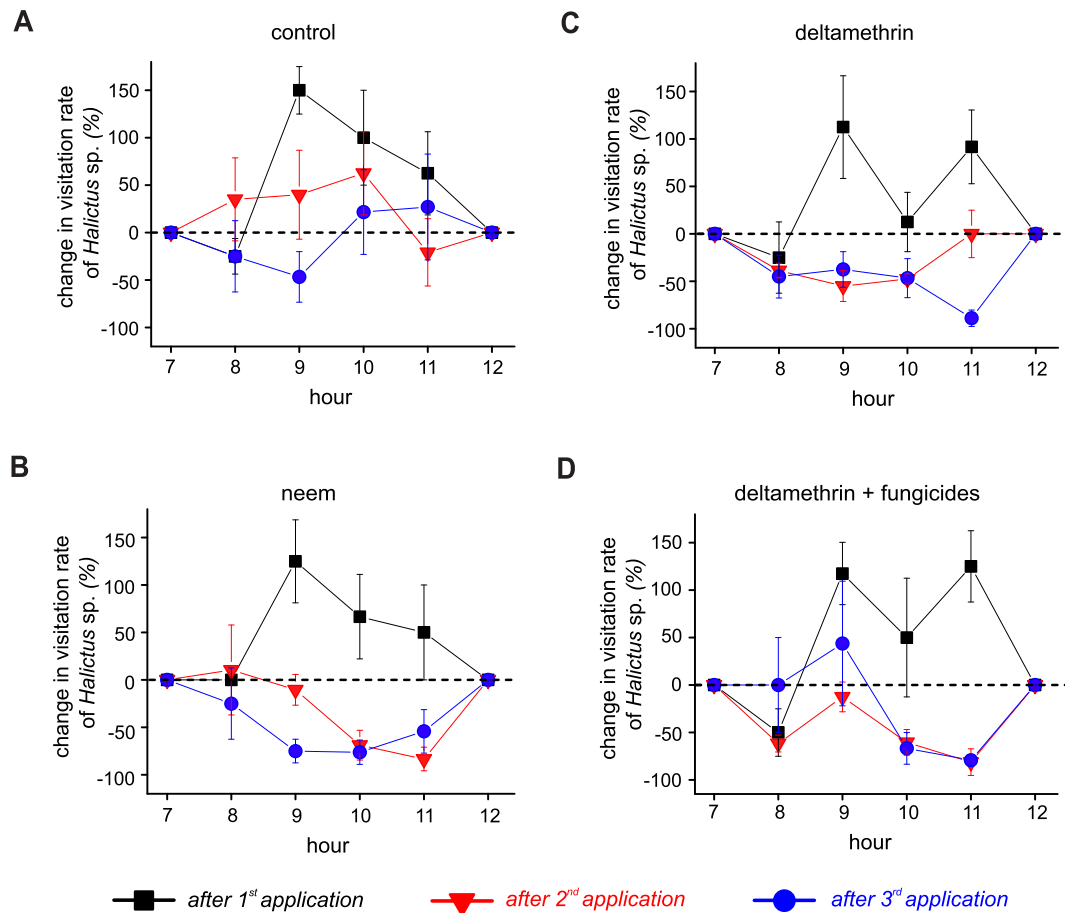 A
control
change in visitation rate
of Halictus sp. (%)
150
100
50
0
-50
-100
7 8 9 10 11 12
hour
C
deltamethrin
change in visitation rate
of Halictus sp. (%)
150
100
50
0
-50
-100
7 8 9 10 11 12
hour
B
neem
change in visitation rate
of Halictus sp. (%)
150
100
50
0
-50
-100
7 8 9 10 11 12
hour
D
deltamethrin + fungicides
change in visitation rate
of Halictus sp. (%)
150
100
50
0
-50
-100
7 8 9 10 11 12
hour
after 1st application
after 2nd application
after 3rd application